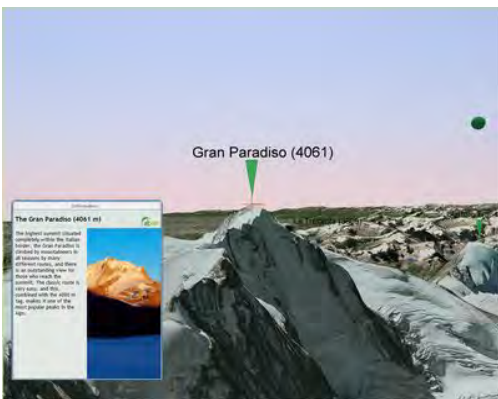 Gran Paradiso (4061)
The Gran Paradiso (4061 m)
The highest summit situated
completely within the Italian
border, the Gran Paradiso is
climbed by mountaineers in
all seasons by many
different routes, and there
is an outstanding view for
those who reach the
summit. The classic route is
very easy, and this,
combined with the 4000 m
tag, makes it one of the
most popular peaks in the
Alps.